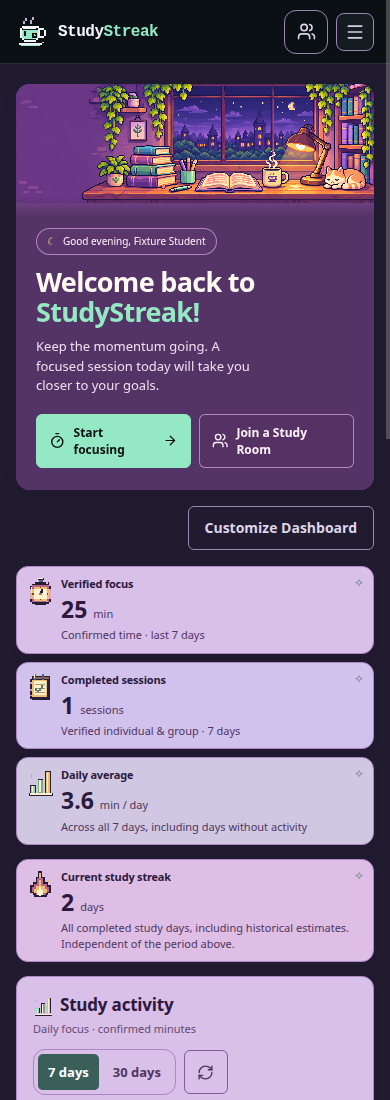 StudyStreak
Good evening, Fixture Student
Welcome back to
StudyStreak!
Keep the momentum going. A
focused session today will take you
closer to your goals.
Start
focusing
Join a Study
Room
Customize Dashboard
Verified focus
25 min
Confirmed time · last 7 days
Completed sessions
1 sessions
Verified individual & group · 7 days
Daily average
3.6 min / day
Across all 7 days, including days without activity
Current study streak
2 days
All completed study days, including historical estimates.
Independent of the period above.
Study activity
Daily focus · confirmed minutes
7 days
30 days